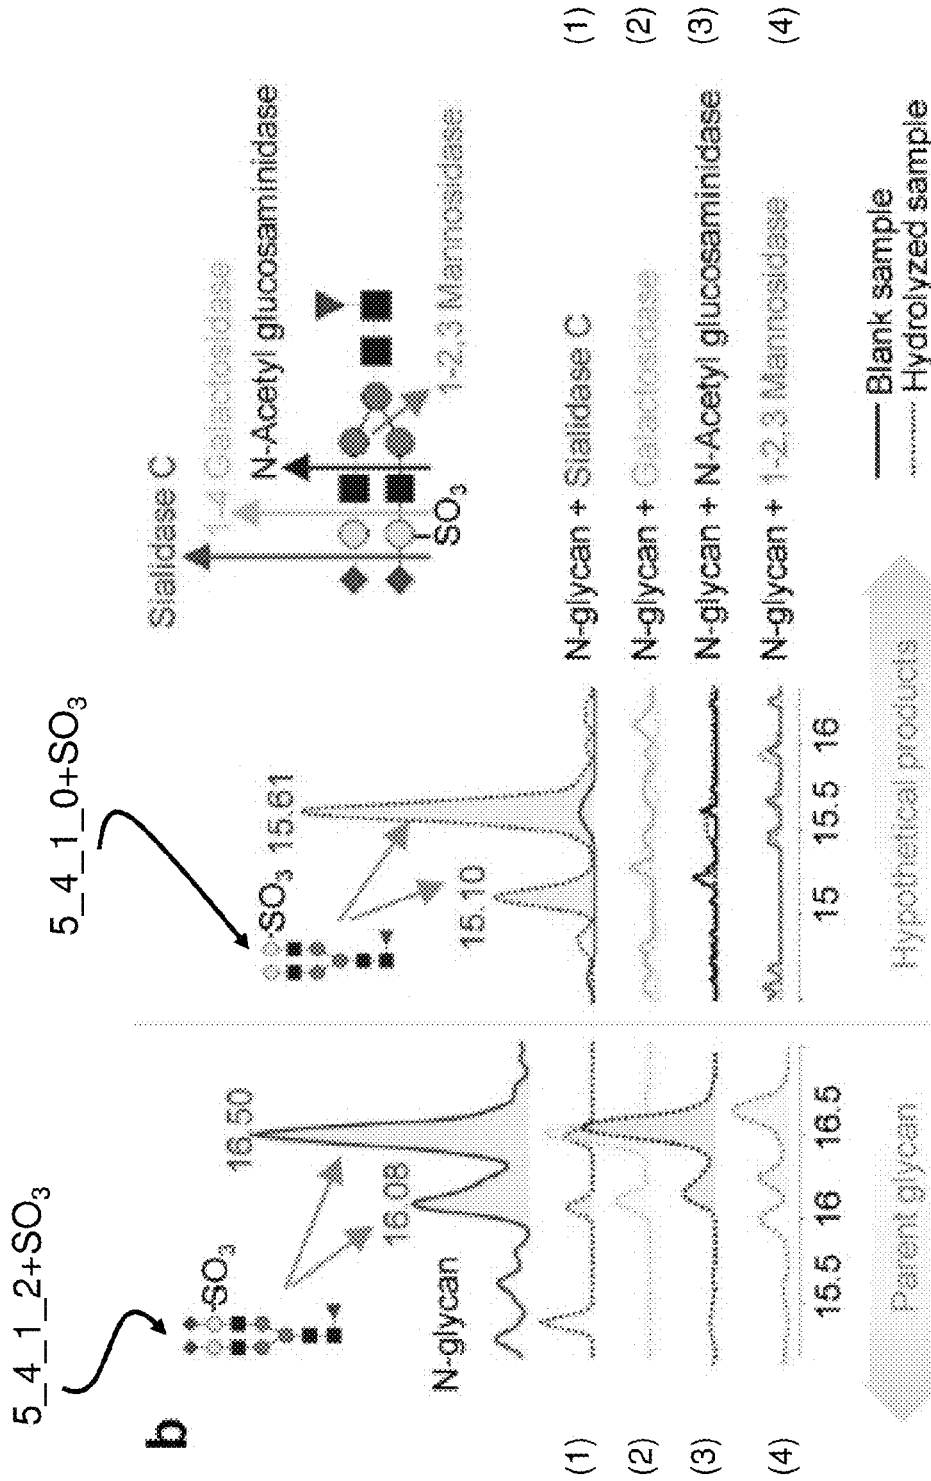 b
5_4_1_2+SO3
SO3
16.50
16.08
N-glycan
5_4_1_0+SO3
SO3
15.61
15.10
Sialidase C
1-4 Galactosidase
N-Acetyl glucosaminidase
1-2,3 Mannosidase
SO3
(1) N-glycan + Sialidase C (1)
(2) N-glycan + Galactosidase (2)
(3) N-glycan + N-Acetyl glucosaminidase (3)
(4) N-glycan + 1-2,3 Mannosidase (4)
15.5 16 16.5 15 15.5 16
Parent glycan Hypothetical products
Blank sample
Hydrolyzed sample